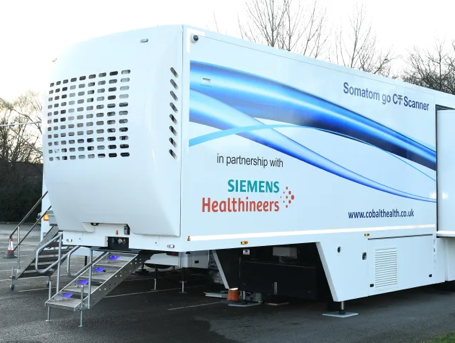 Somatom go CT Scanner
in partnership with
SIEMENS
Healthineers
www.cobalthealth.co.uk